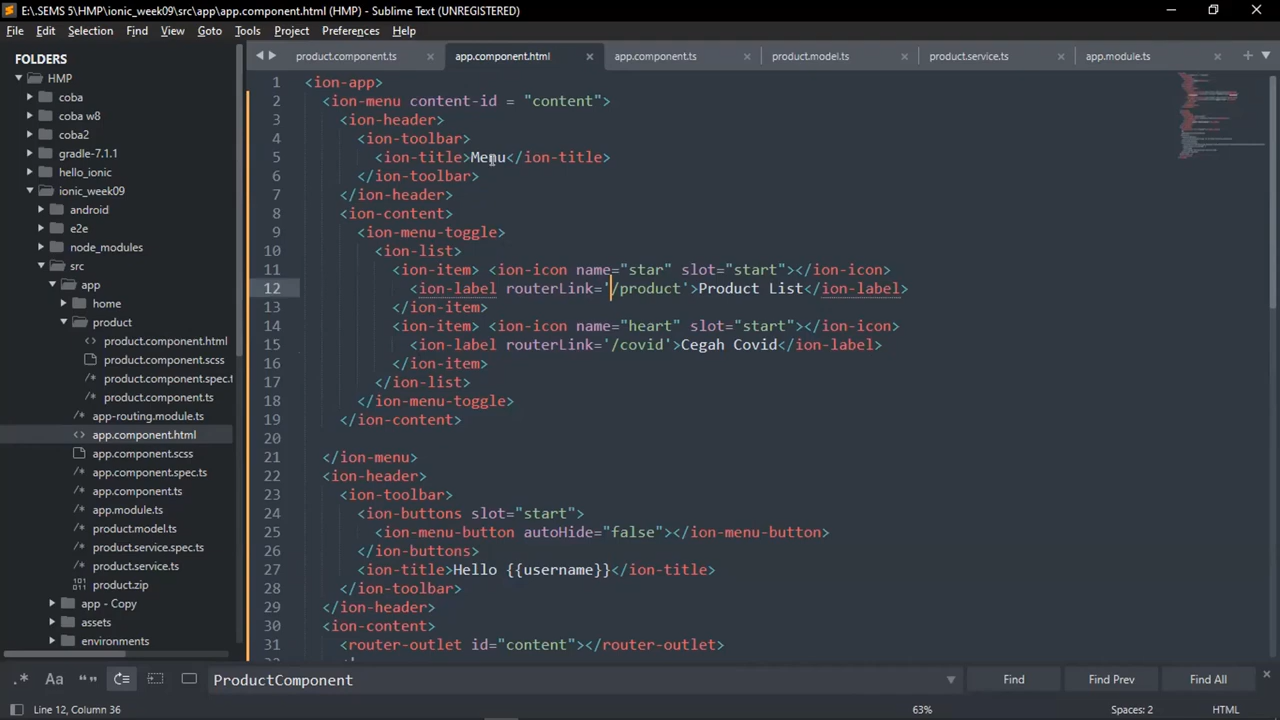 E:\.SEMS 5\HMP\ionic_week09\src\app\app.component.html (HMP) - Sublime Text (UNREGISTERED)
File Edit Selection Find View Goto Tools Project Preferences Help
FOLDERS
HMP
coba
coba w8
coba2
gradle-7.1.1
hello_ionic
ionic_week09
android
e2e
node_modules
src
app
home
product
product.component.html
product.component.scss
product.component.spec.t
product.component.ts
app-routing.module.ts
app.component.html
app.component.scss
app.component.spec.ts
app.component.ts
app.module.ts
product.model.ts
product.service.spec.ts
product.service.ts
product.zip
app - Copy
assets
environments
product.component.ts app.component.html app.component.ts product.model.ts product.service.ts app.module.ts
1 <ion-app>
2 <ion-menu content-id = "content">
3 <ion-header>
4 <ion-toolbar>
5 <ion-title>Menu</ion-title>
6 </ion-toolbar>
7 </ion-header>
8 <ion-content>
9 <ion-menu-toggle>
10 <ion-list>
11 <ion-item> <ion-icon name="star" slot="start"></ion-icon>
12 <ion-label routerLink='/product'>Product List</ion-label>
13 </ion-item>
14 <ion-item> <ion-icon name="heart" slot="start"></ion-icon>
15 <ion-label routerLink='/covid'>Cegah Covid</ion-label>
16 </ion-item>
17 </ion-list>
18 </ion-menu-toggle>
19 </ion-content>
20
21 </ion-menu>
22 <ion-header>
23 <ion-toolbar>
24 <ion-buttons slot="start">
25 <ion-menu-button autoHide="false"></ion-menu-button>
26 </ion-buttons>
27 <ion-title>Hello {{username}}</ion-title>
28 </ion-toolbar>
29 </ion-header>
30 <ion-content>
31 <router-outlet id="content"></router-outlet>
.* Aa “” ProductComponent Find Find Prev Find All
Line 12, Column 36 63% Spaces: 2 HTML